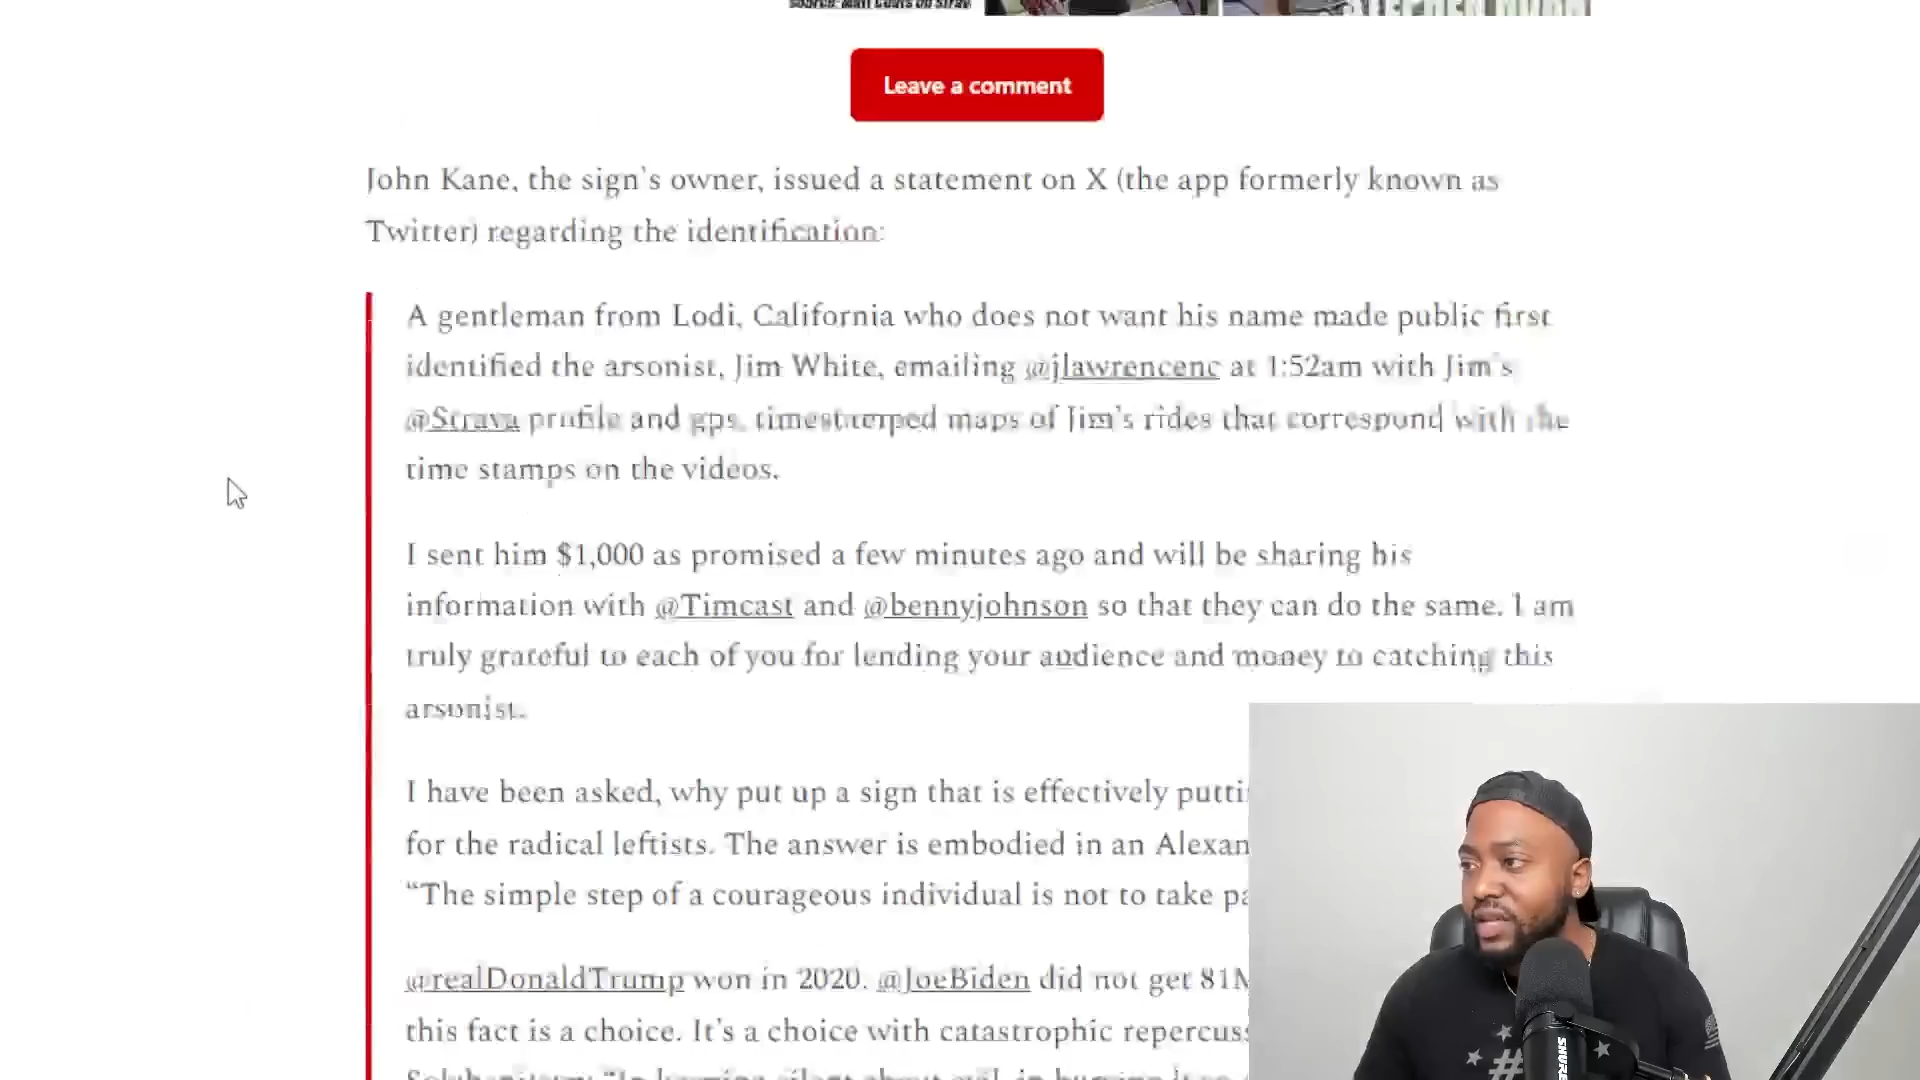 Leave a comment
John Kane, the sign's owner, issued a statement on X (the app formerly known as
Twitter) regarding the identification:
A gentleman from Lodi, California who does not want his name made public first
identified the arsonist, Jim White, emailing @jlawrencenc at 1:52am with Jim's
@Strava profile and gps, timestamped maps of Jim's rides that correspond with the
time stamps on the videos.
I sent him $1,000 as promised a few minutes ago and will be sharing his
information with @Timcast and @bennyjohnson so that they can do the same. I am
truly grateful to each of you for lending your audience and money to catching this
arsonist.
I have been asked, why put up a sign that is effectively putti
for the radical leftists. The answer is embodied in an Alexan
“The simple step of a courageous individual is not to take pa
@realDonaldTrump won in 2020. @JoeBiden did not get 81M
this fact is a choice. It's a choice with catastrophic repercuss
SHURE
#